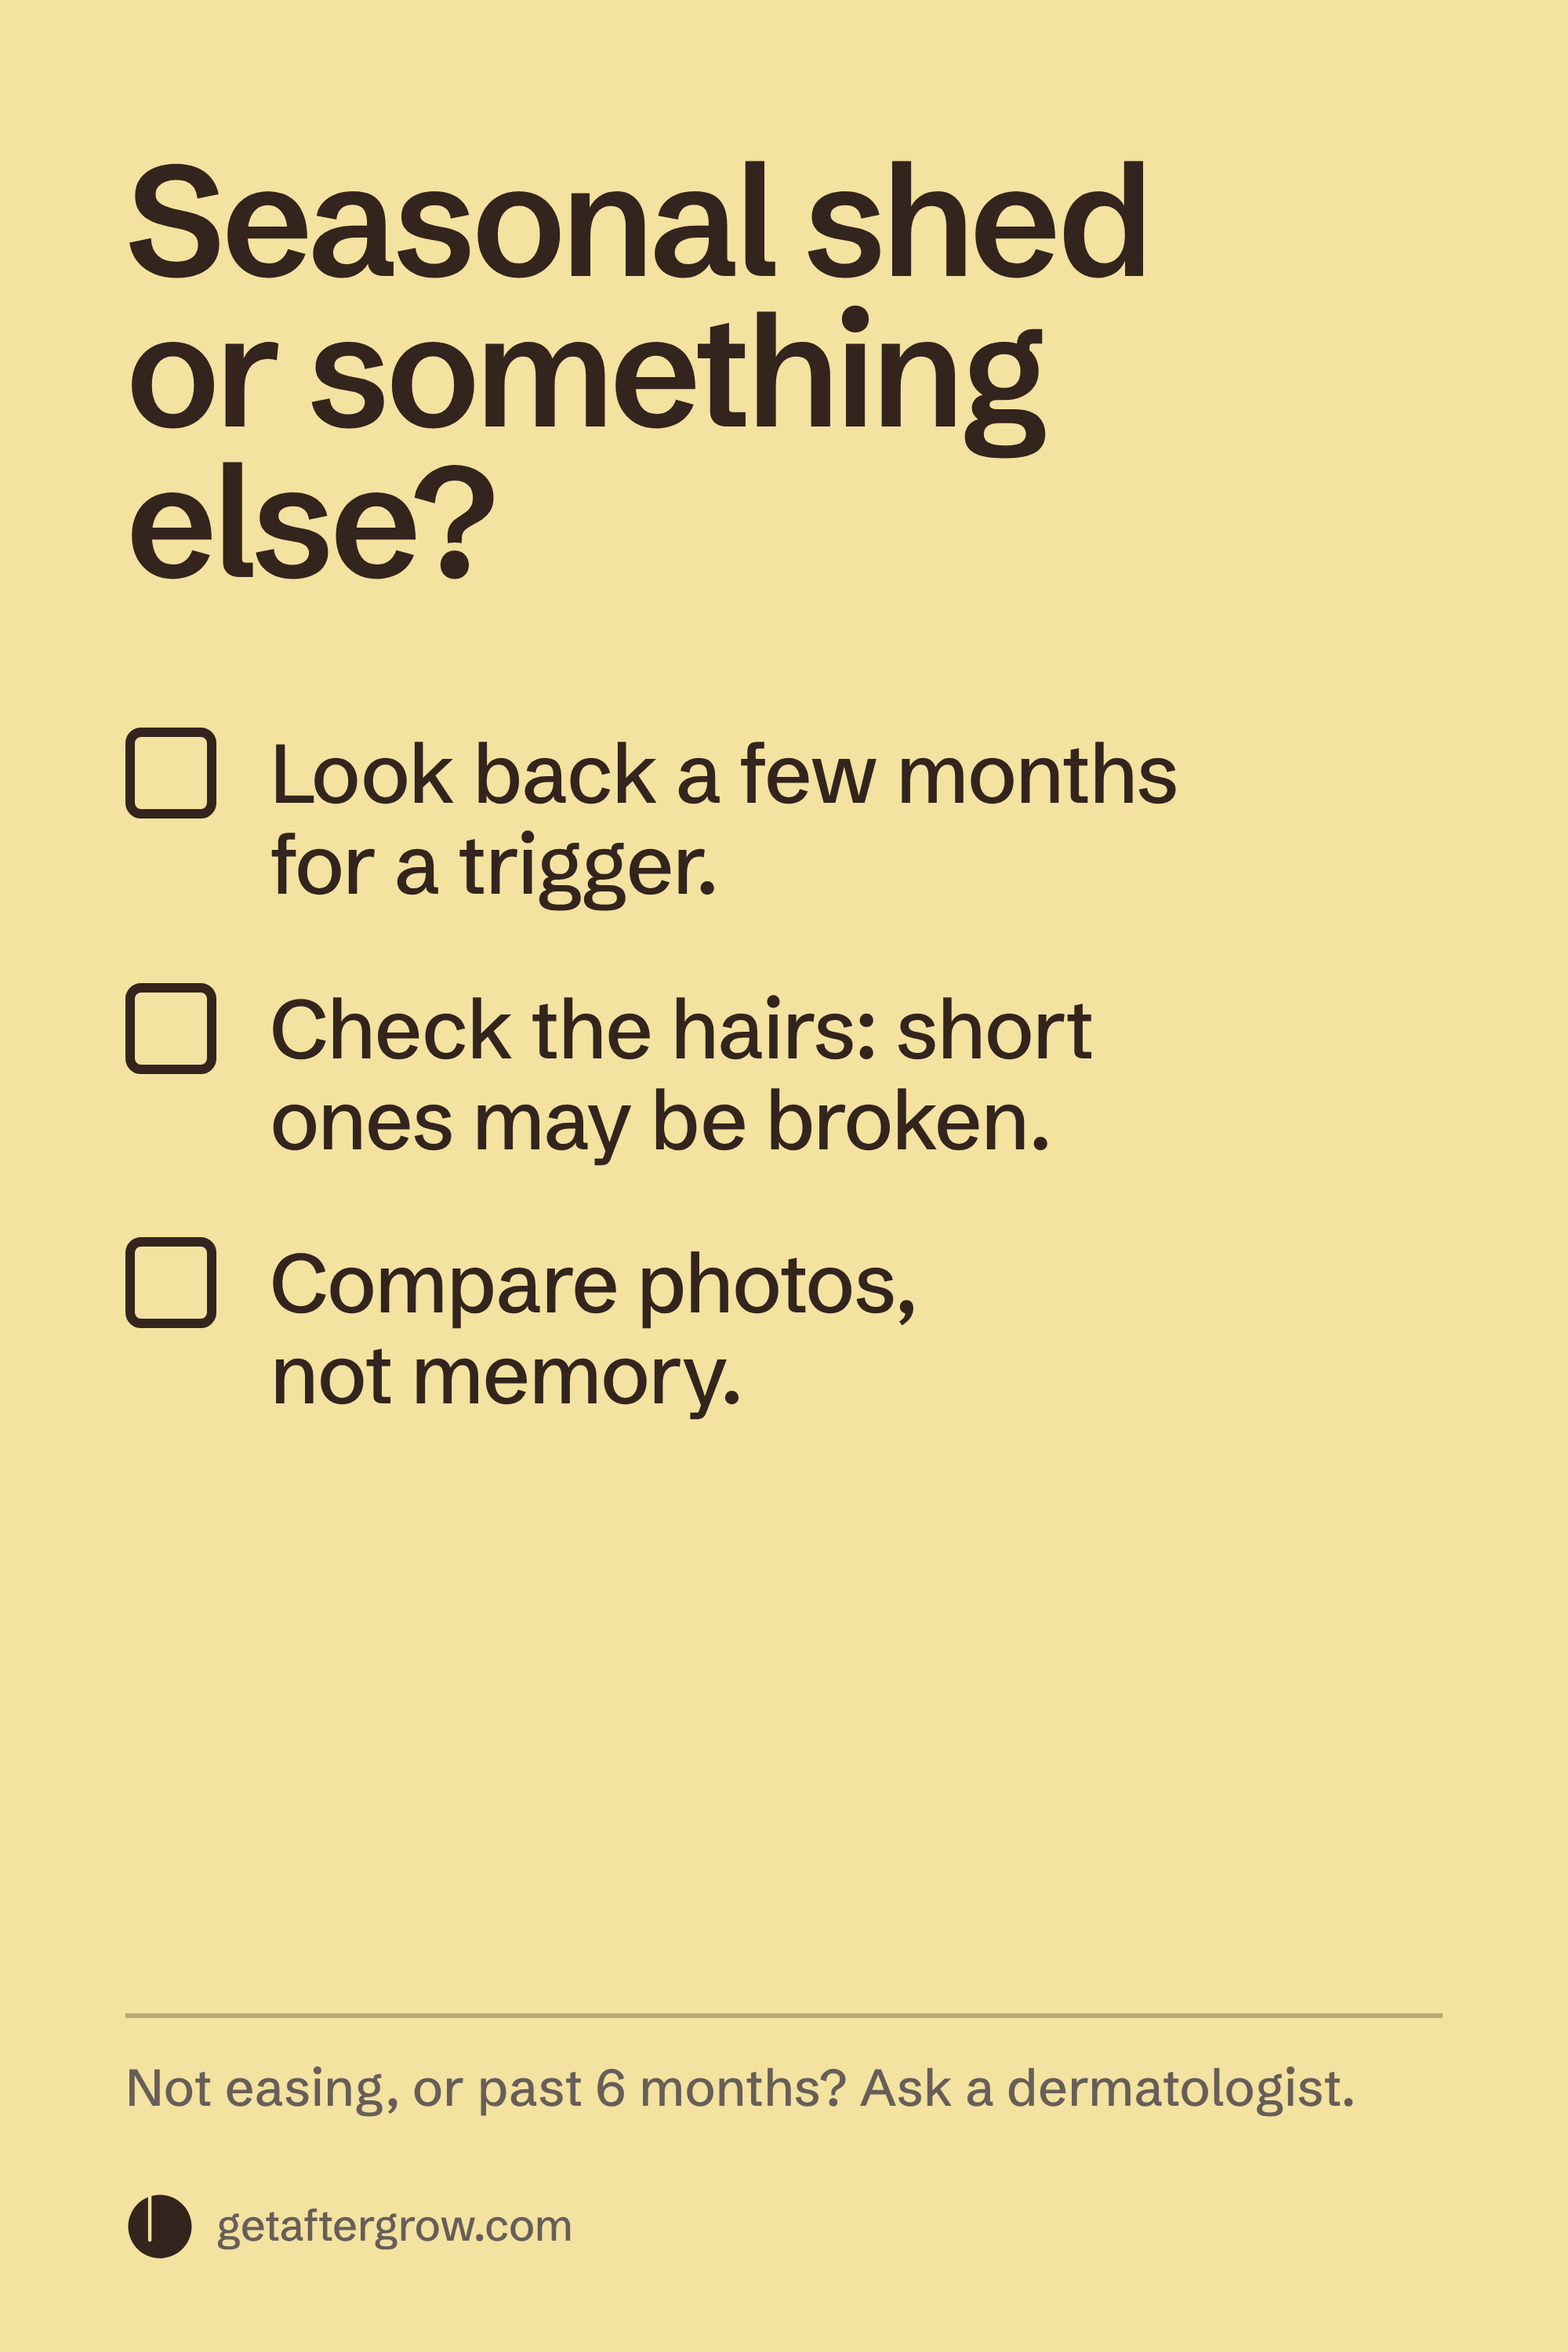 Seasonal shed
or something
else?
Look back a few months
for a trigger.
Check the hairs: short
ones may be broken.
Compare photos,
not memory.
Not easing, or past 6 months? Ask a dermatologist.
getaftergrow.com